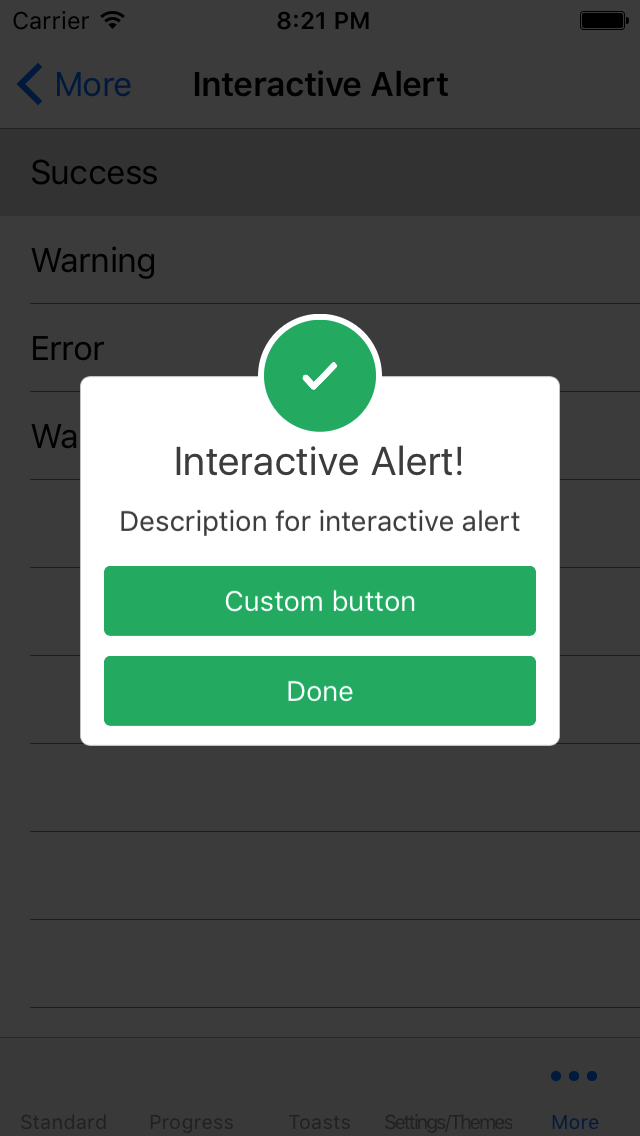 Carrier 8:21 PM
More Interactive Alert
Success
Warning
Error
Wa
Interactive Alert!
Description for interactive alert
Custom button
Done
Standard Progress Toasts Settings/Themes More